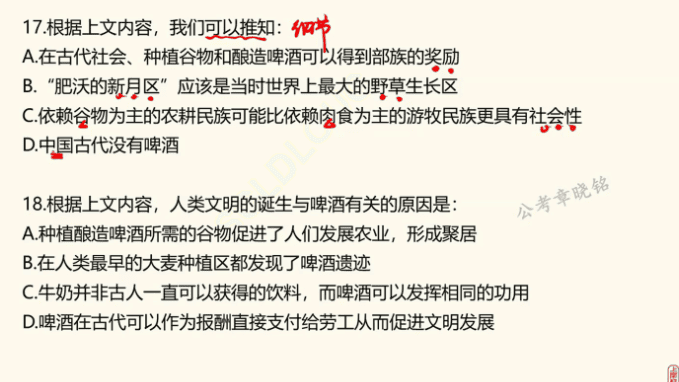 17.根据上文内容，我们可以推知：细节
A.在古代社会、种植谷物和酿造啤酒可以得到部族的奖励
B.“肥沃的新月区”应该是当时世界上最大的野草生长区
C.依赖谷物为主的农耕民族可能比依赖肉食为主的游牧民族更具有社会性
D.中国古代没有啤酒
18.根据上文内容，人类文明的诞生与啤酒有关的原因是：
公考章晓铭
A.种植酿造啤酒所需的谷物促进了人们发展农业，形成聚居
B.在人类最早的大麦种植区都发现了啤酒遗迹
C.牛奶并非古人一直可以获得的饮料，而啤酒可以发挥相同的功用
D.啤酒在古代可以作为报酬直接支付给劳工从而促进文明发展